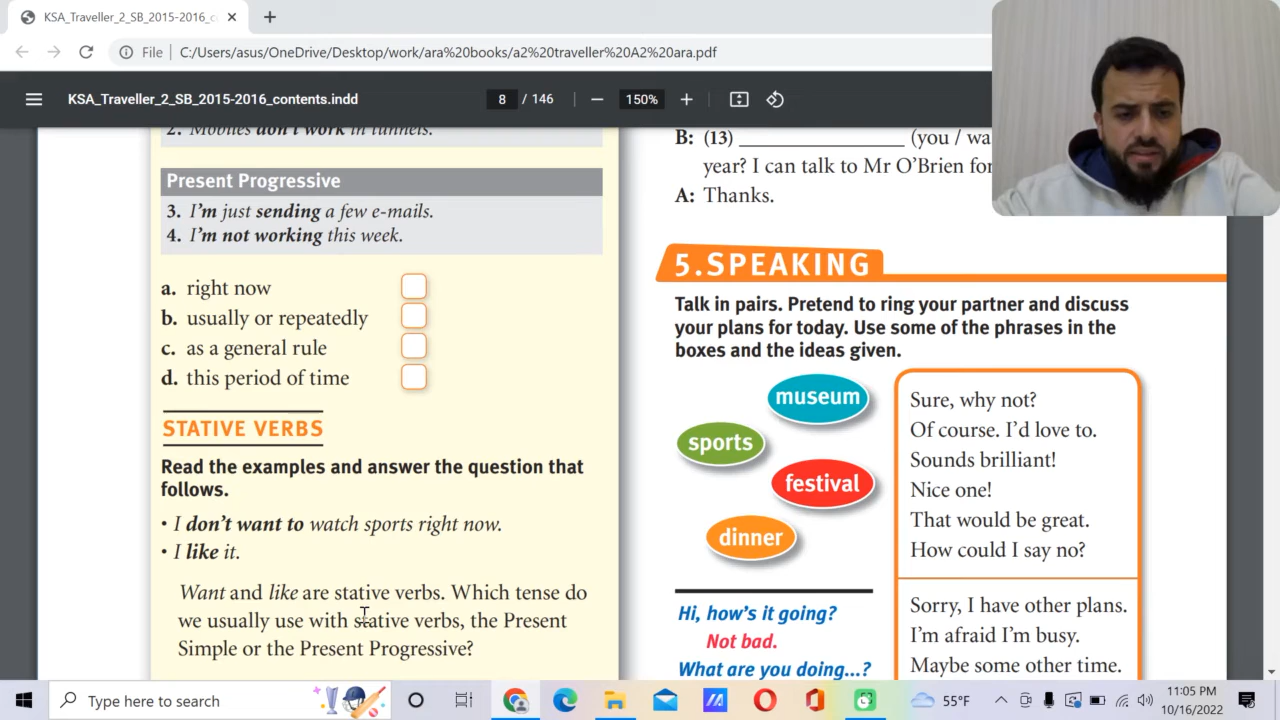 KSA_Traveller_2_SB_2015-2016_c
File
C:/Users/asus/OneDrive/Desktop/work/ara%20books/a2%20traveller%20A2%20ara.pdf
KSA_Traveller_2_SB_2015-2016_contents.indd
8 / 146
150%
2. Mobiles don't work in tunnels.
Present Progressive
3. I'm just sending a few e-mails.
4. I'm not working this week.
a. right now
b. usually or repeatedly
c. as a general rule
d. this period of time
STATIVE VERBS
Read the examples and answer the question that
follows.
• I don't want to watch sports right now.
• I like it.
Want and like are stative verbs. Which tense do
we usually use with stative verbs, the Present
Simple or the Present Progressive?
B: (13) ____________________ (you / wa
year? I can talk to Mr O'Brien for
A: Thanks.
5.SPEAKING
Talk in pairs. Pretend to ring your partner and discuss
your plans for today. Use some of the phrases in the
boxes and the ideas given.
museum
sports
festival
dinner
Hi, how's it going?
Not bad.
What are you doing...?
Sure, why not?
Of course. I'd love to.
Sounds brilliant!
Nice one!
That would be great.
How could I say no?
Sorry, I have other plans.
I'm afraid I'm busy.
Maybe some other time.
Type here to search
55°F
11:05 PM
10/16/2022